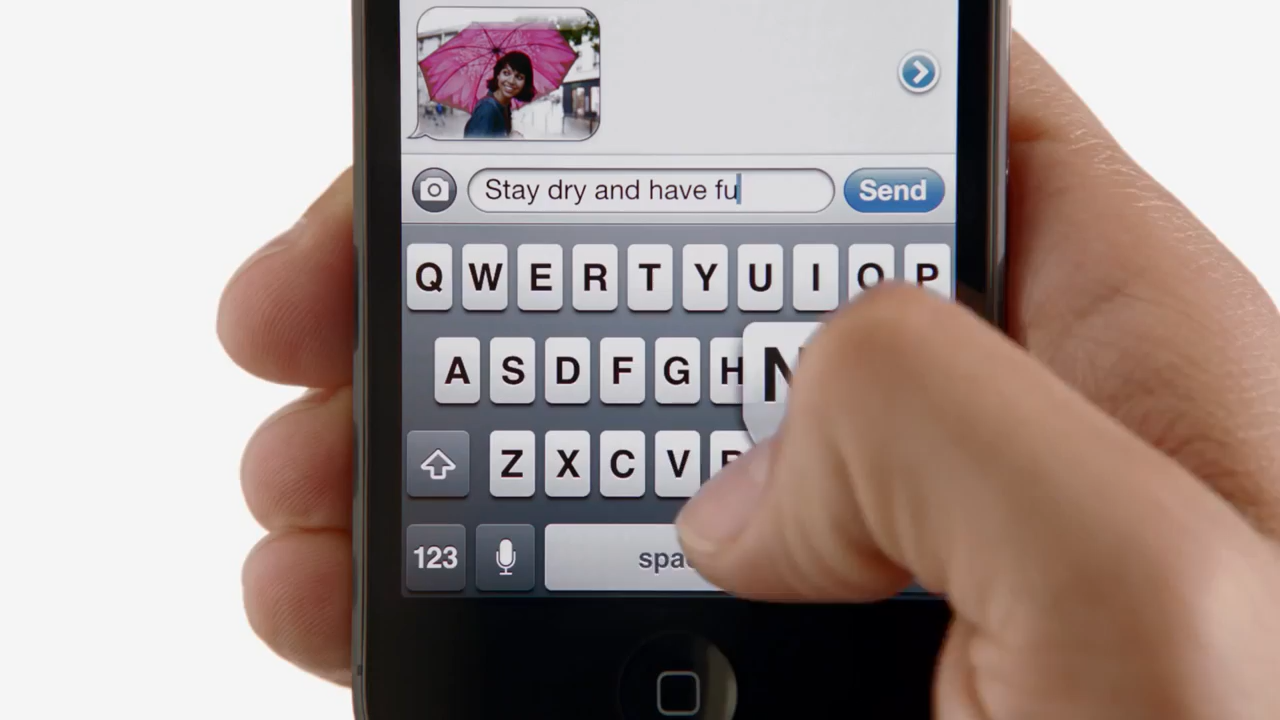 Stay dry and have fu
Send
Q W E R T Y U I O P
A S D F G H N
Z X C V
123